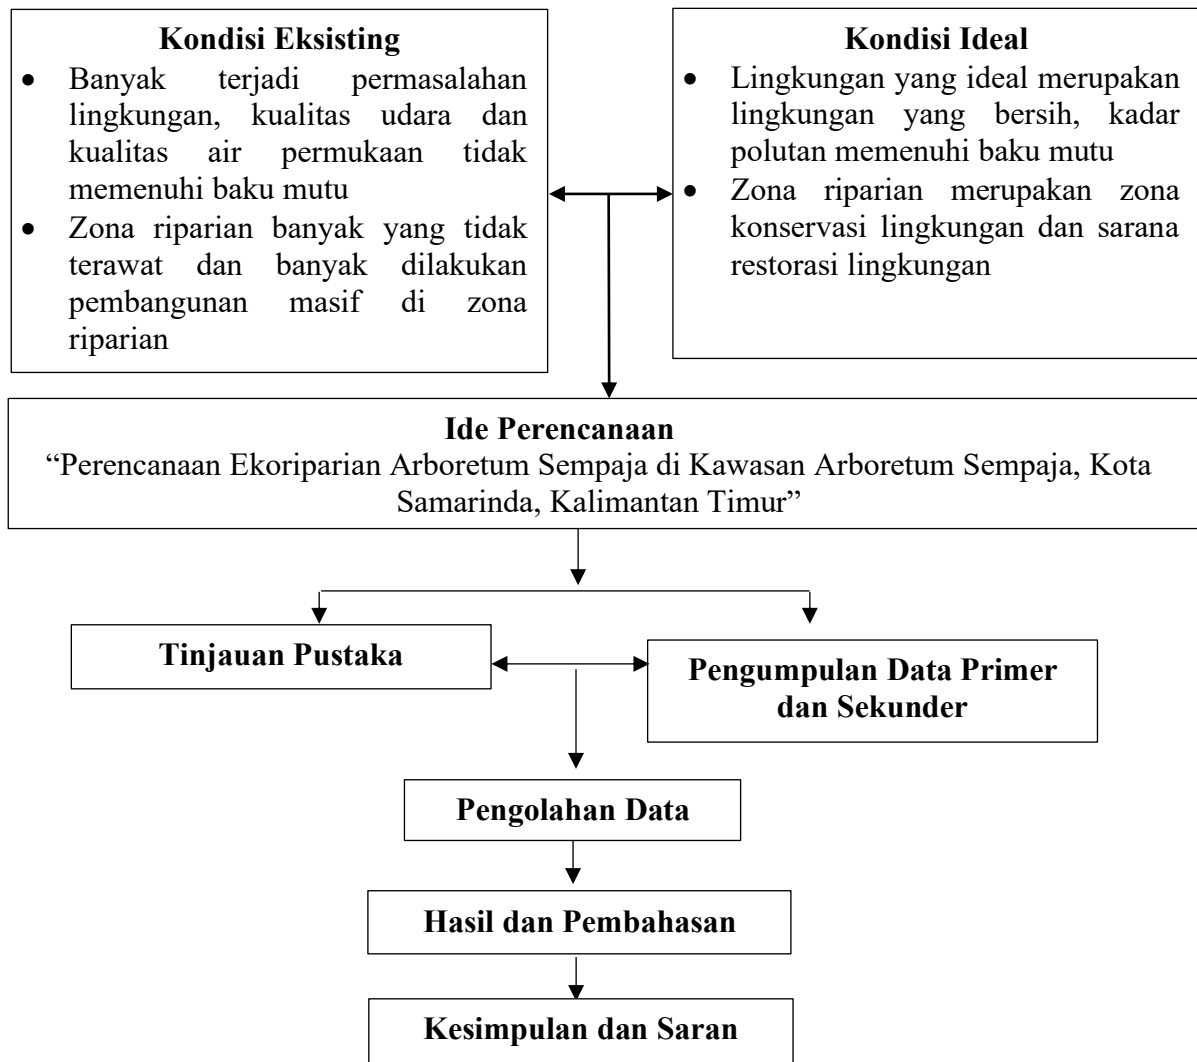 Kondisi Eksisting
• Banyak terjadi permasalahan
lingkungan, kualitas udara dan
kualitas air permukaan tidak
memenuhi baku mutu
• Zona riparian banyak yang tidak
terawat dan banyak dilakukan
pembangunan masif di zona
riparian
Kondisi Ideal
• Lingkungan yang ideal merupakan
lingkungan yang bersih, kadar
polutan memenuhi baku mutu
• Zona riparian merupakan zona
konservasi lingkungan dan sarana
restorasi lingkungan
Ide Perencanaan
“Perencanaan Ekoriparian Arboretum Sempaja di Kawasan Arboretum Sempaja, Kota
Samarinda, Kalimantan Timur”
Tinjauan Pustaka
Pengumpulan Data Primer
dan Sekunder
Pengolahan Data
Hasil dan Pembahasan
Kesimpulan dan Saran